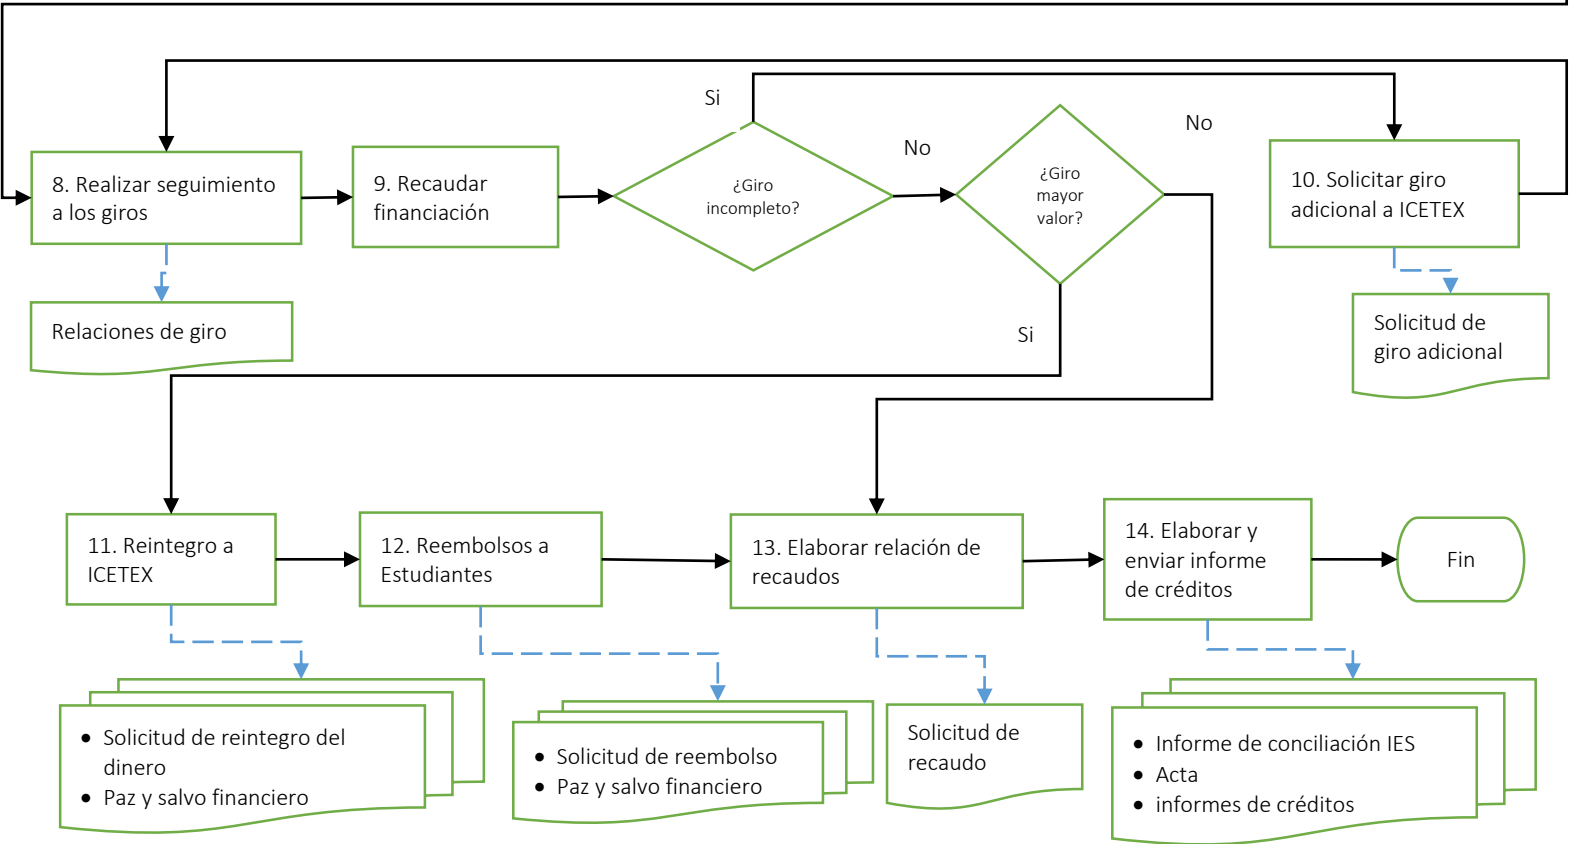 Si
No
No
8. Realizar seguimiento
a los giros
9. Recaudar
financiación
¿Giro
incompleto?
¿Giro
mayor
valor?
10. Solicitar giro
adicional a ICETEX
Relaciones de giro
Si
Solicitud de
giro adicional
11. Reintegro a
ICETEX
12. Reembolsos a
Estudiantes
13. Elaborar relación de
recaudos
14. Elaborar y
enviar informe
de créditos
Fin
• Solicitud de reintegro del
dinero
• Paz y salvo financiero
• Solicitud de reembolso
• Paz y salvo financiero
Solicitud de
recaudo
• Informe de conciliación IES
• Acta
• informes de créditos